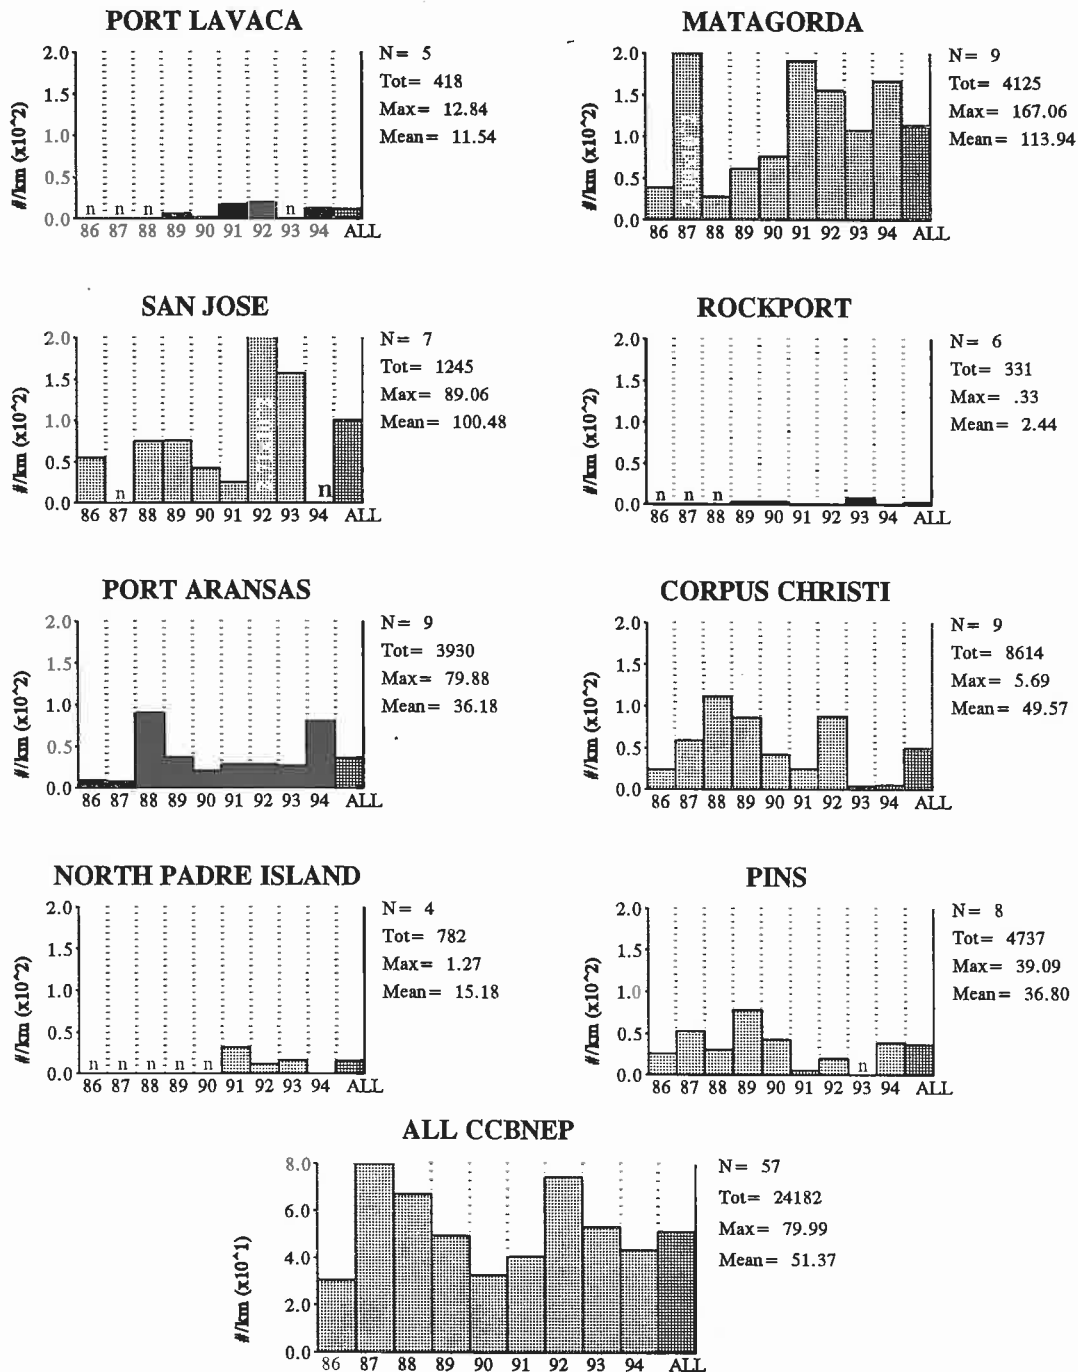 PORT LAVACA
2.0
1.5
1.0
0.5
0.0
#/km (x10^2)
n n n n
86 87 88 89 90 91 92 93 94 ALL
N= 5
Tot= 418
Max= 12.84
Mean= 11.54
MATAGORDA
2.0
1.5
1.0
0.5
0.0
#/km (x10^2)
86 87 88 89 90 91 92 93 94 ALL
N= 9
Tot= 4125
Max= 167.06
Mean= 113.94
SAN JOSE
2.0
1.5
1.0
0.5
0.0
#/km (x10^2)
n n
86 87 88 89 90 91 92 93 94 ALL
N= 7
Tot= 1245
Max= 89.06
Mean= 100.48
ROCKPORT
2.0
1.5
1.0
0.5
0.0
#/km (x10^2)
n n n
86 87 88 89 90 91 92 93 94 ALL
N= 6
Tot= 331
Max= .33
Mean= 2.44
PORT ARANSAS
2.0
1.5
1.0
0.5
0.0
#/km (x10^2)
86 87 88 89 90 91 92 93 94 ALL
N= 9
Tot= 3930
Max= 79.88
Mean= 36.18
CORPUS CHRISTI
2.0
1.5
1.0
0.5
0.0
#/km (x10^2)
86 87 88 89 90 91 92 93 94 ALL
N= 9
Tot= 8614
Max= 5.69
Mean= 49.57
NORTH PADRE ISLAND
2.0
1.5
1.0
0.5
0.0
#/km (x10^2)
n n n n n
86 87 88 89 90 91 92 93 94 ALL
N= 4
Tot= 782
Max= 1.27
Mean= 15.18
PINS
2.0
1.5
1.0
0.5
0.0
#/km (x10^2)
n
86 87 88 89 90 91 92 93 94 ALL
N= 8
Tot= 4737
Max= 39.09
Mean= 36.80
ALL CCBNEP
8.0
6.0
4.0
2.0
0.0
#/km (x10^1)
86 87 88 89 90 91 92 93 94 ALL
N= 57
Tot= 24182
Max= 79.99
Mean= 51.37